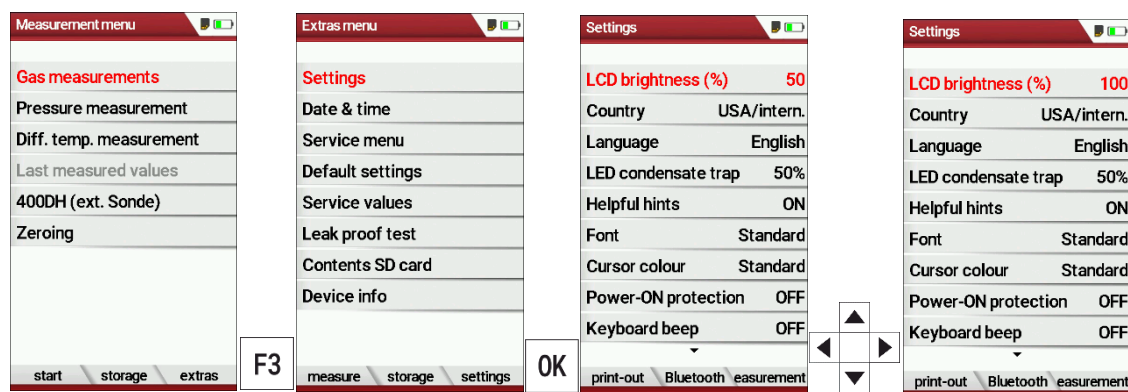 Measurement menu
Gas measurements
Pressure measurement
Diff. temp. measurement
Last measured values
400DH (ext. Sonde)
Zeroing
start storage extras
F3
Extras menu
Settings
Date & time
Service menu
Default settings
Service values
Leak proof test
Contents SD card
Device info
measure storage settings
OK
Settings
LCD brightness (%) 50
Country USA/intern.
Language English
LED condensate trap 50%
Helpful hints ON
Font Standard
Cursor colour Standard
Power-ON protection OFF
Keyboard beep OFF
print-out Bluetooth easurement
Settings
LCD brightness (%) 100
Country USA/intern.
Language English
LED condensate trap 50%
Helpful hints ON
Font Standard
Cursor colour Standard
Power-ON protection OFF
Keyboard beep OFF
print-out Bluetooth easurement